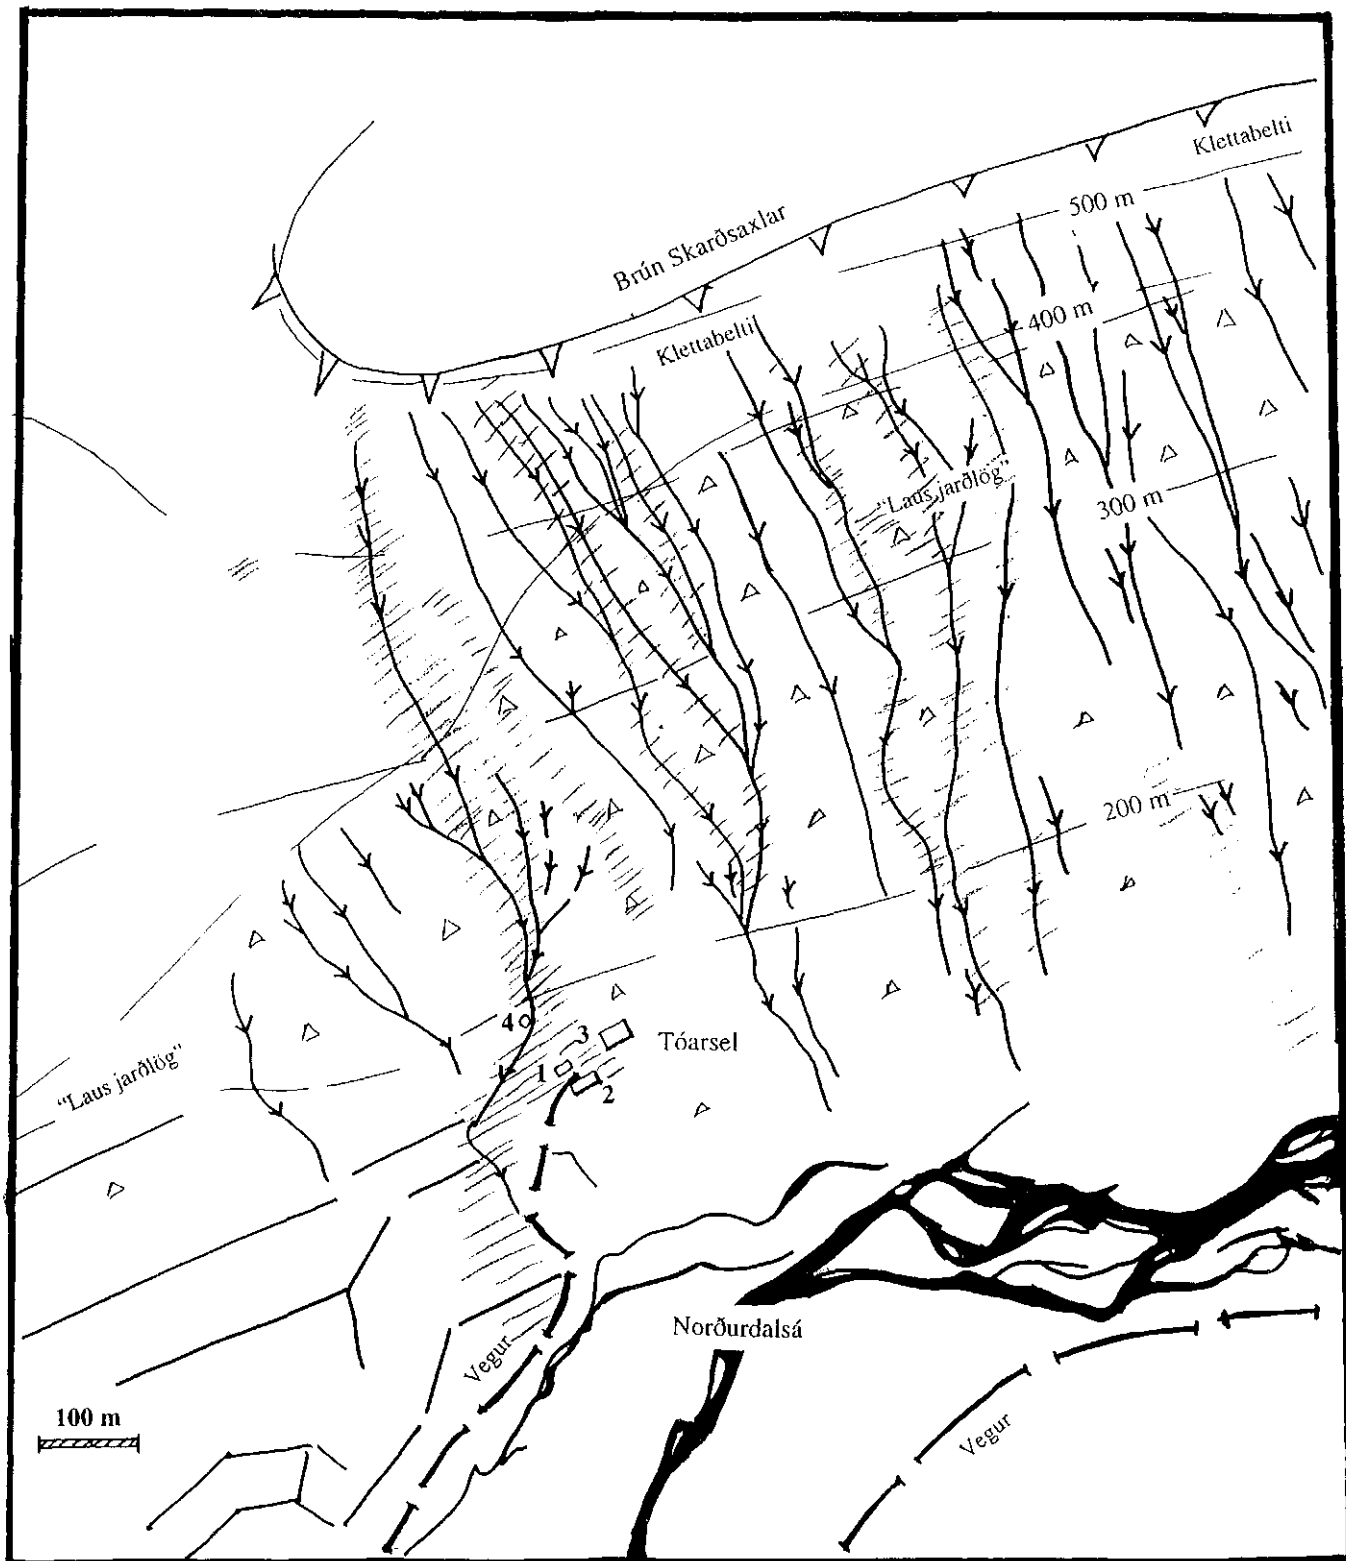 Klettabelti
500 m
Brún Skarðsaxlar
400 m
Klettabelti
"Laus jarðlög"
300 m
200 m
4
3
Tóarsel
1
2
"Laus jarðlög"
Norðurdalsá
Vegur
100 m
Vegur